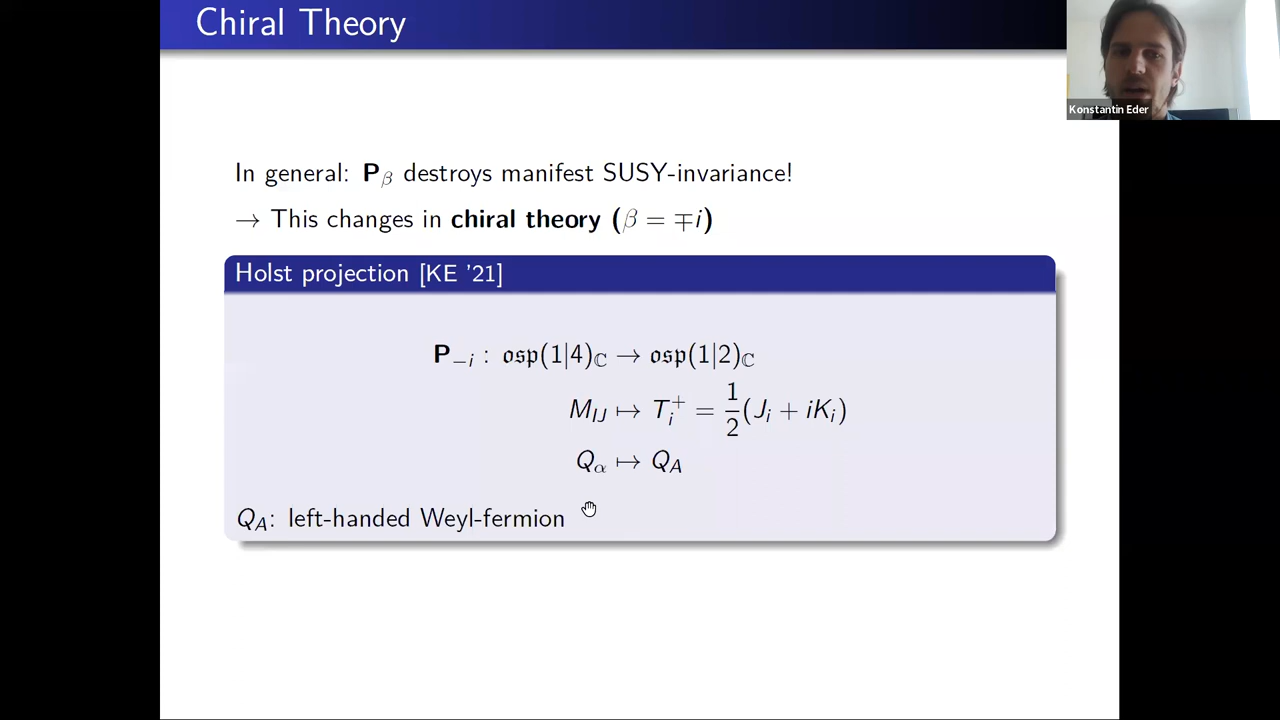 Chiral Theory
Konstantin Eder
In general: P_β destroys manifest SUSY-invariance!
→ This changes in chiral theory (β = ∓i)
Holst projection [KE '21]
P_{−i} : 𝔬𝔰𝔭(1|4)_ℂ → 𝔬𝔰𝔭(1|2)_ℂ
M_{IJ} ↦ T_i^+ = 1/2 (J_i + iK_i)
Q_α ↦ Q_A
Q_A: left-handed Weyl-fermion